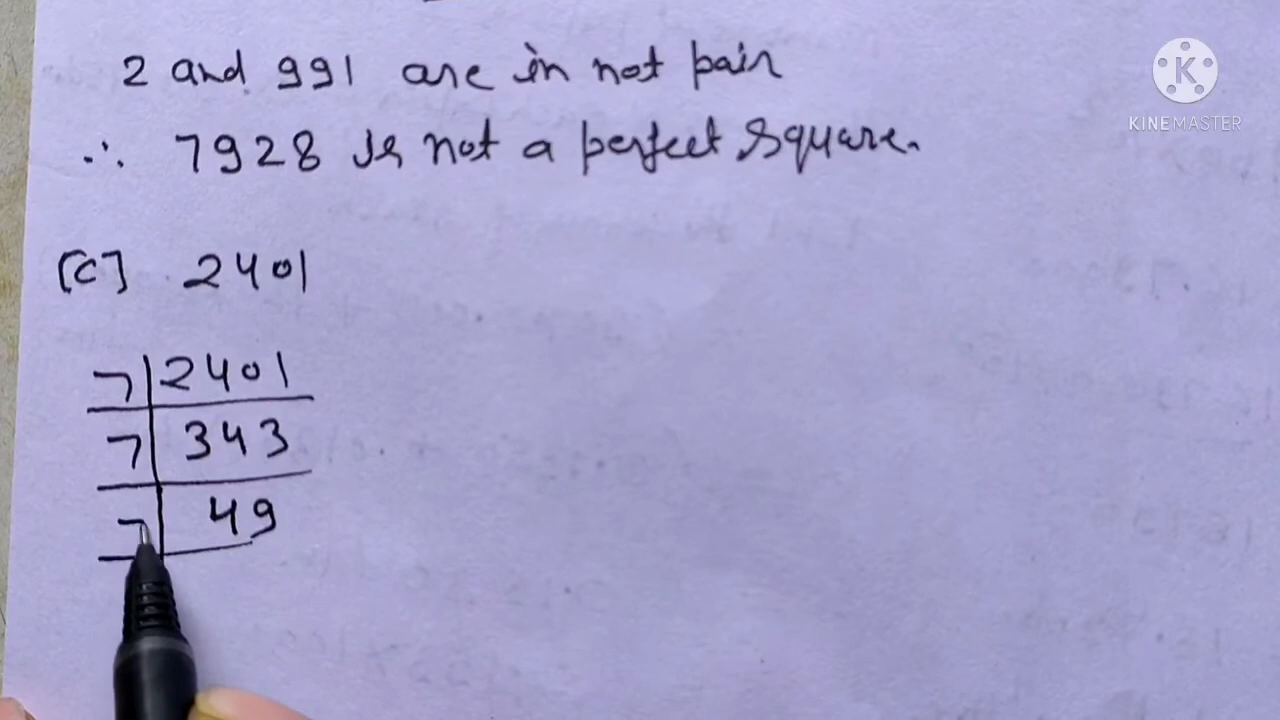 2 and 991 are in not pair
∴ 7928 is not a perfect square.
K
KINEMASTER
[C] 2401
7 2401
7 343
7 49